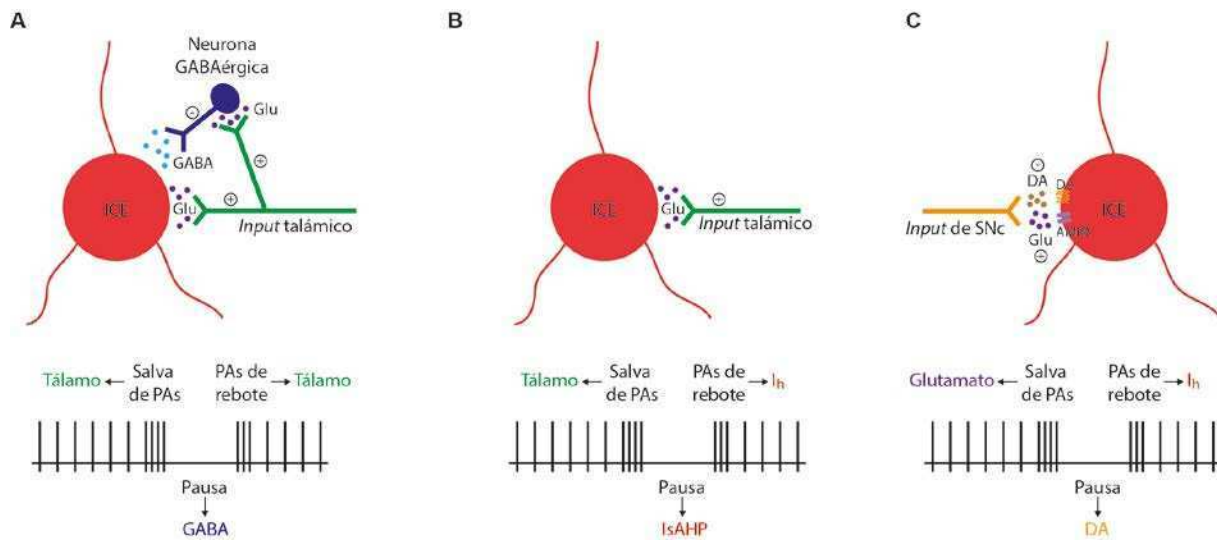 A
Neurona
GABAérgica
Glu
GABA
ICE
Glu
Input talámico
Tálamo
Salva
de PAs
PAs de
rebote
Tálamo
Pausa
GABA
B
ICE
Glu
Input talámico
Tálamo
Salva
de PAs
PAs de
rebote
Ih
Pausa
IsAHP
C
DA
ICE
Input de SNc
Glu
Glutamato
Salva
de PAs
PAs de
rebote
Ih
Pausa
DA